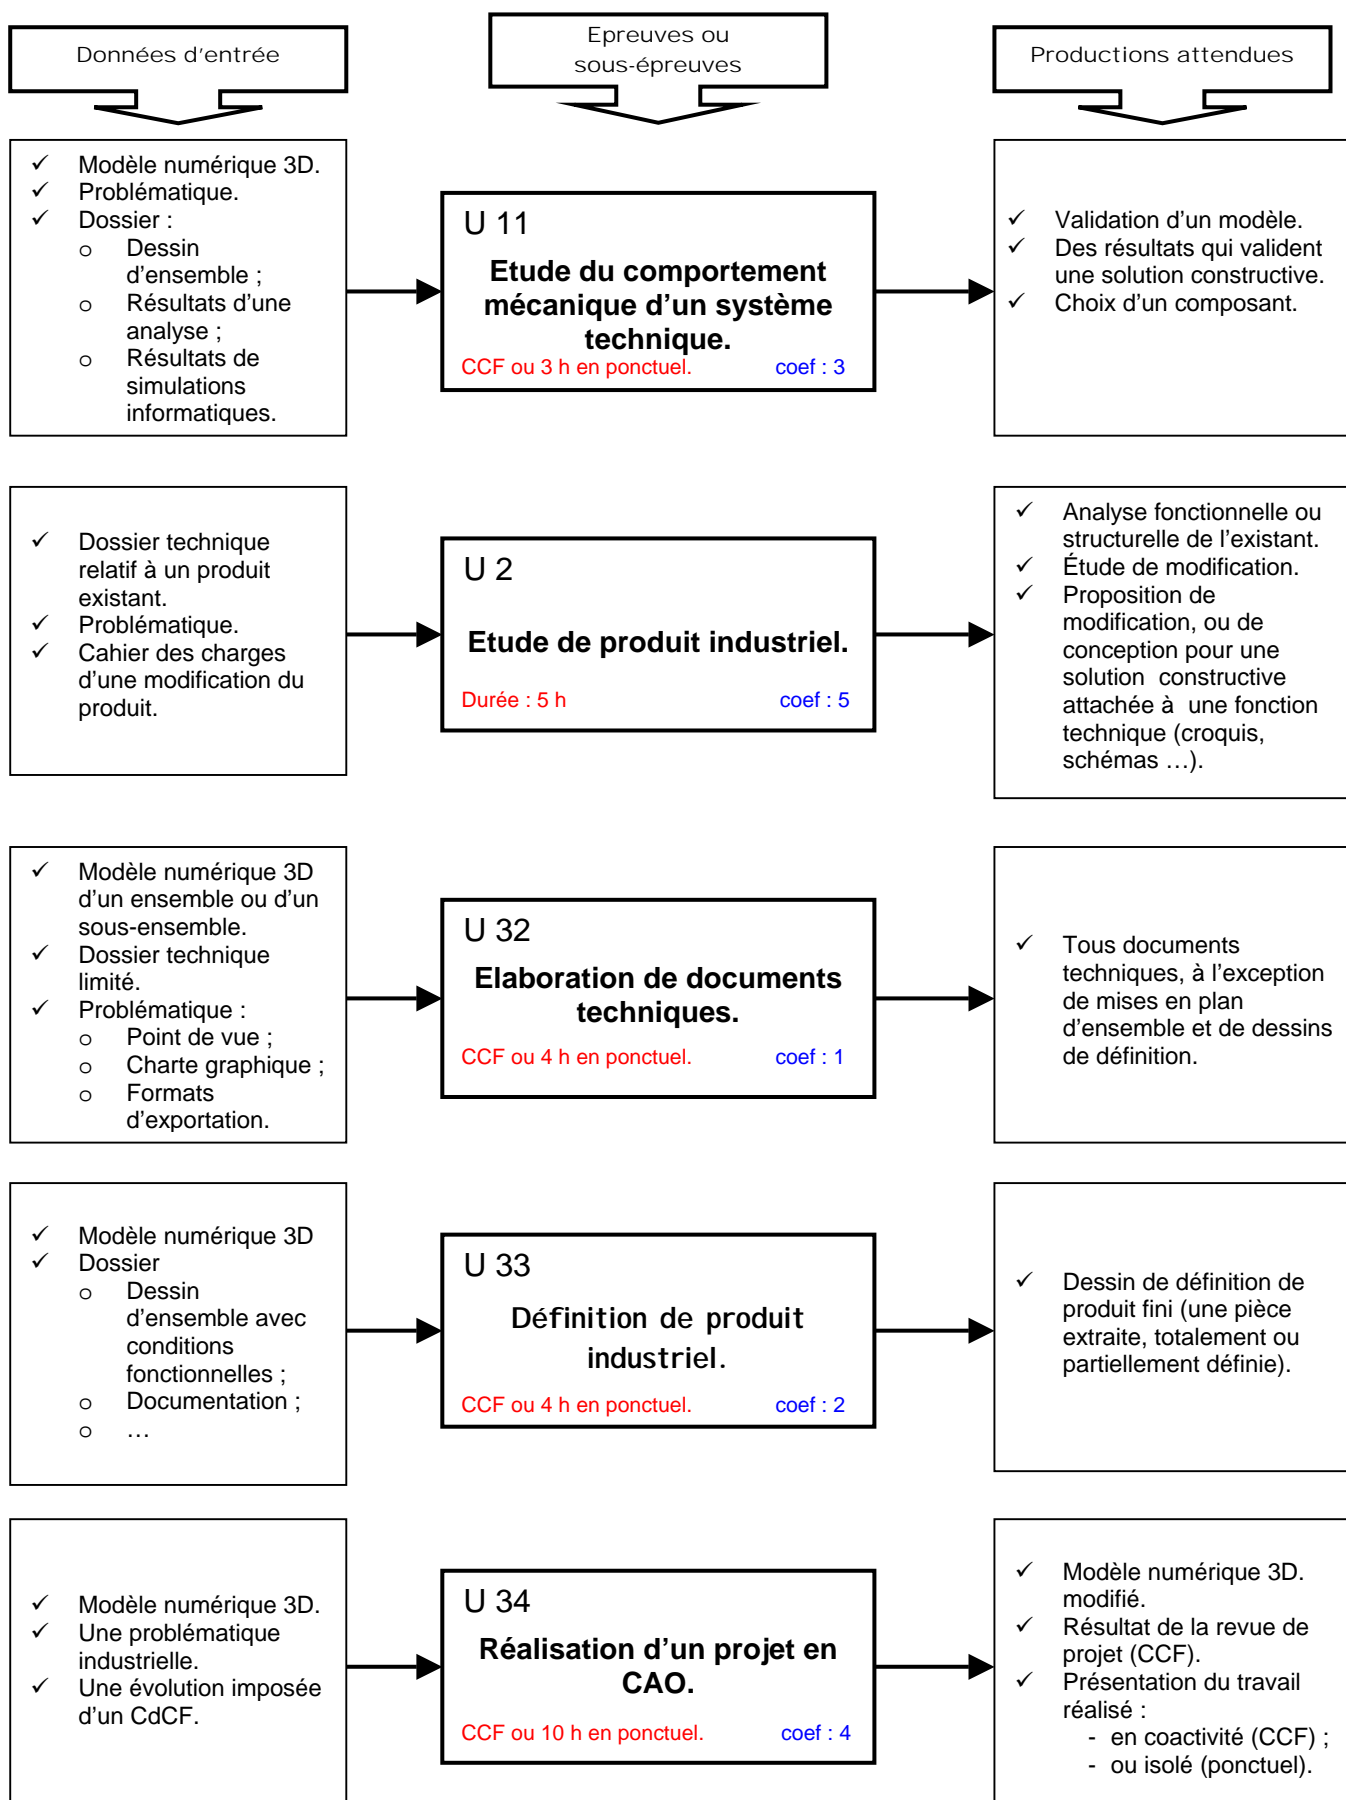 Données d'entrée
Epreuves ou
sous-épreuves
Productions attendues
✓ Modèle numérique 3D.
✓ Problématique.
✓ Dossier :
o Dessin
d'ensemble ;
o Résultats d'une
analyse ;
o Résultats de
simulations
informatiques.
U 11
Etude du comportement
mécanique d'un système
technique.
CCF ou 3 h en ponctuel. coef : 3
✓ Validation d'un modèle.
✓ Des résultats qui valident
une solution constructive.
✓ Choix d'un composant.
✓ Dossier technique
relatif à un produit
existant.
✓ Problématique.
✓ Cahier des charges
d'une modification du
produit.
U 2
Etude de produit industriel.
Durée : 5 h coef : 5
✓ Analyse fonctionnelle ou
structurelle de l'existant.
✓ Étude de modification.
✓ Proposition de
modification, ou de
conception pour une
solution constructive
attachée à une fonction
technique (croquis,
schémas …).
✓ Modèle numérique 3D
d'un ensemble ou d'un
sous-ensemble.
✓ Dossier technique
limité.
✓ Problématique :
o Point de vue ;
o Charte graphique ;
o Formats
d'exportation.
U 32
Elaboration de documents
techniques.
CCF ou 4 h en ponctuel. coef : 1
✓ Tous documents
techniques, à l'exception
de mises en plan
d'ensemble et de dessins
de définition.
✓ Modèle numérique 3D
✓ Dossier
o Dessin
d'ensemble avec
conditions
fonctionnelles ;
o Documentation ;
o …
U 33
Définition de produit
industriel.
CCF ou 4 h en ponctuel. coef : 2
✓ Dessin de définition de
produit fini (une pièce
extraite, totalement ou
partiellement définie).
✓ Modèle numérique 3D.
✓ Une problématique
industrielle.
✓ Une évolution imposée
d'un CdCF.
U 34
Réalisation d'un projet en
CAO.
CCF ou 10 h en ponctuel. coef : 4
✓ Modèle numérique 3D.
modifié.
✓ Résultat de la revue de
projet (CCF).
✓ Présentation du travail
réalisé :
- en coactivité (CCF) ;
- ou isolé (ponctuel).